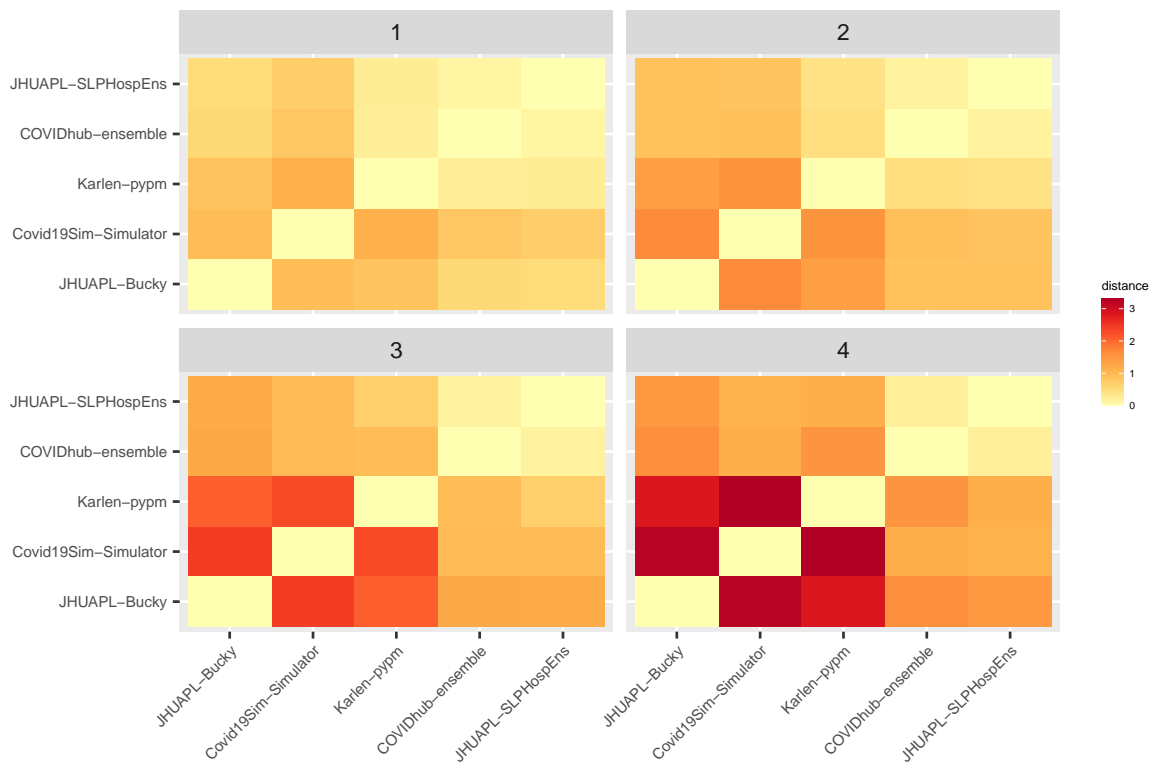 1
2
JHUAPL−SLPHospEns
COVIDhub−ensemble
Karlen−pypm
Covid19Sim−Simulator
JHUAPL−Bucky
distance
3
2
1
0
3
4
JHUAPL−SLPHospEns
COVIDhub−ensemble
Karlen−pypm
Covid19Sim−Simulator
JHUAPL−Bucky
JHUAPL−Bucky
Covid19Sim−Simulator
Karlen−pypm
COVIDhub−ensemble
JHUAPL−SLPHospEns
JHUAPL−Bucky
Covid19Sim−Simulator
Karlen−pypm
COVIDhub−ensemble
JHUAPL−SLPHospEns